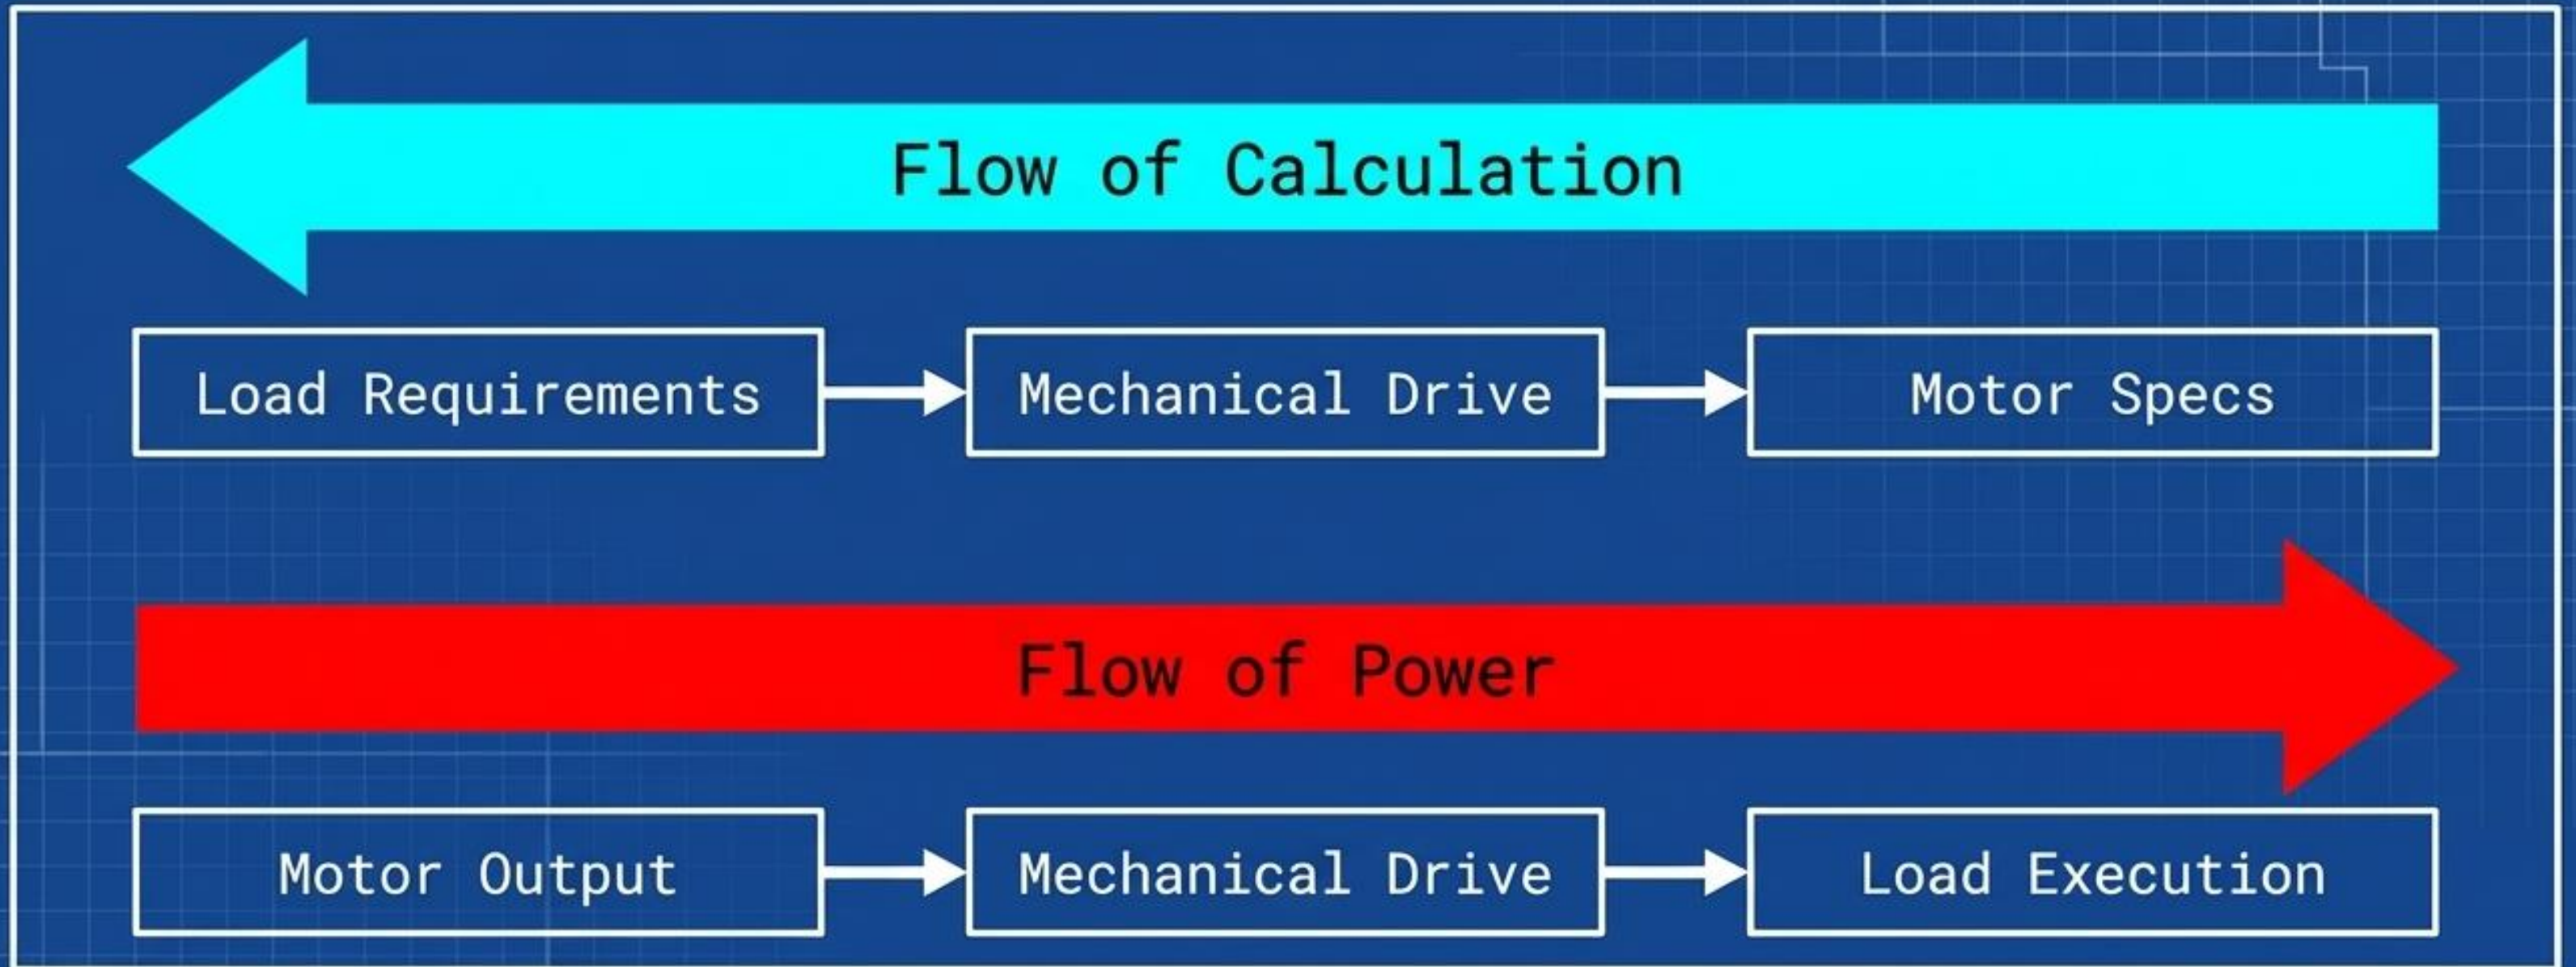 Flow of Calculation
Load Requirements
Mechanical Drive
Motor Specs
Flow of Power
Motor Output
Mechanical Drive
Load Execution